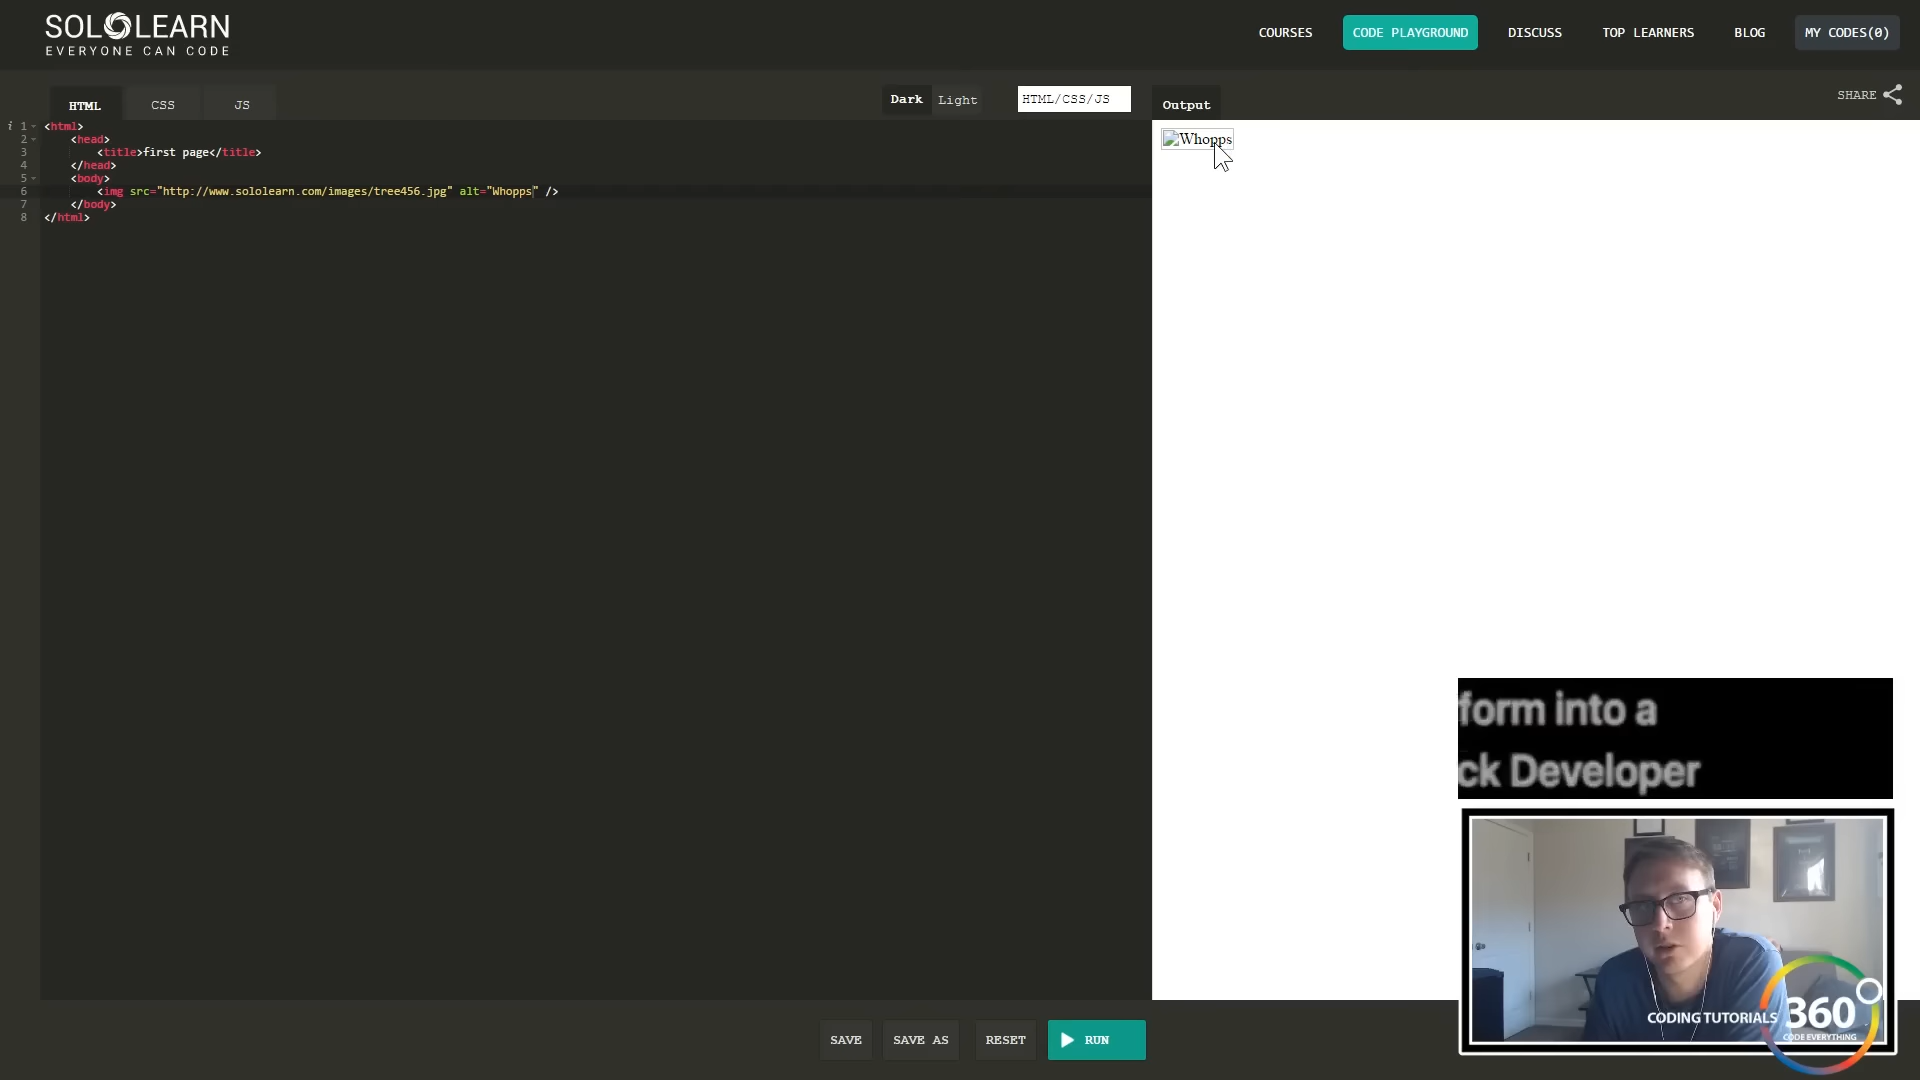 SOLOLEARN
EVERYONE CAN CODE
COURSES
CODE PLAYGROUND
DISCUSS
TOP LEARNERS
BLOG
MY CODES(0)
HTML
CSS
JS
Dark
Light
HTML/CSS/JS
Output
SHARE
i 1 <html>
2 <head>
3 <title>first page</title>
4 </head>
5 <body>
6 <img src="http://www.sololearn.com/images/tree456.jpg" alt="Whopps" />
7 </body>
8 </html>
Whopps
form into a
ck Developer
CODING TUTORIALS 360
CODE EVERYTHING
SAVE
SAVE AS
RESET
RUN